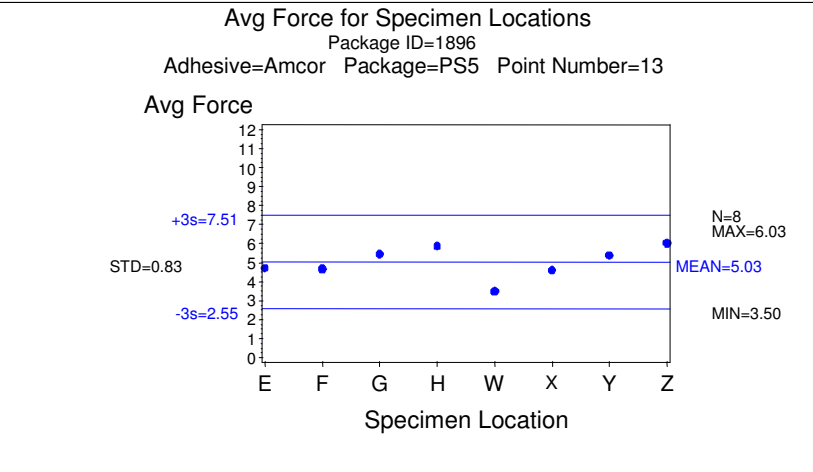 Avg Force for Specimen Locations
Package ID=1896
Adhesive=Amcor Package=PS5 Point Number=13
Avg Force
12
11
10
9
8
+3s=7.51
N=8
7
MAX=6.03
6
STD=0.83
5
MEAN=5.03
4
3
-3s=2.55
MIN=3.50
2
1
0
E F G H W X Y Z
Specimen Location